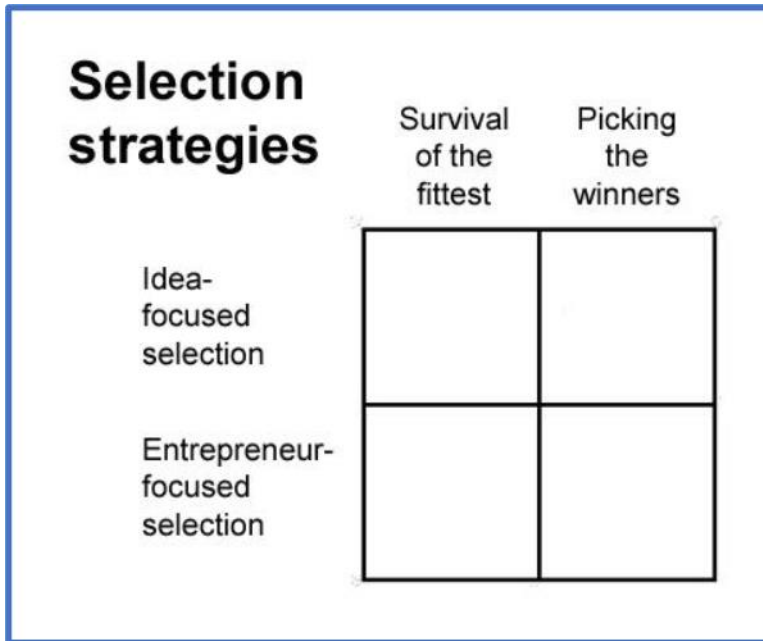 Selection
strategies
Survival
of the
fittest
Picking
the
winners
Idea-
focused
selection
Entrepreneur-
focused
selection